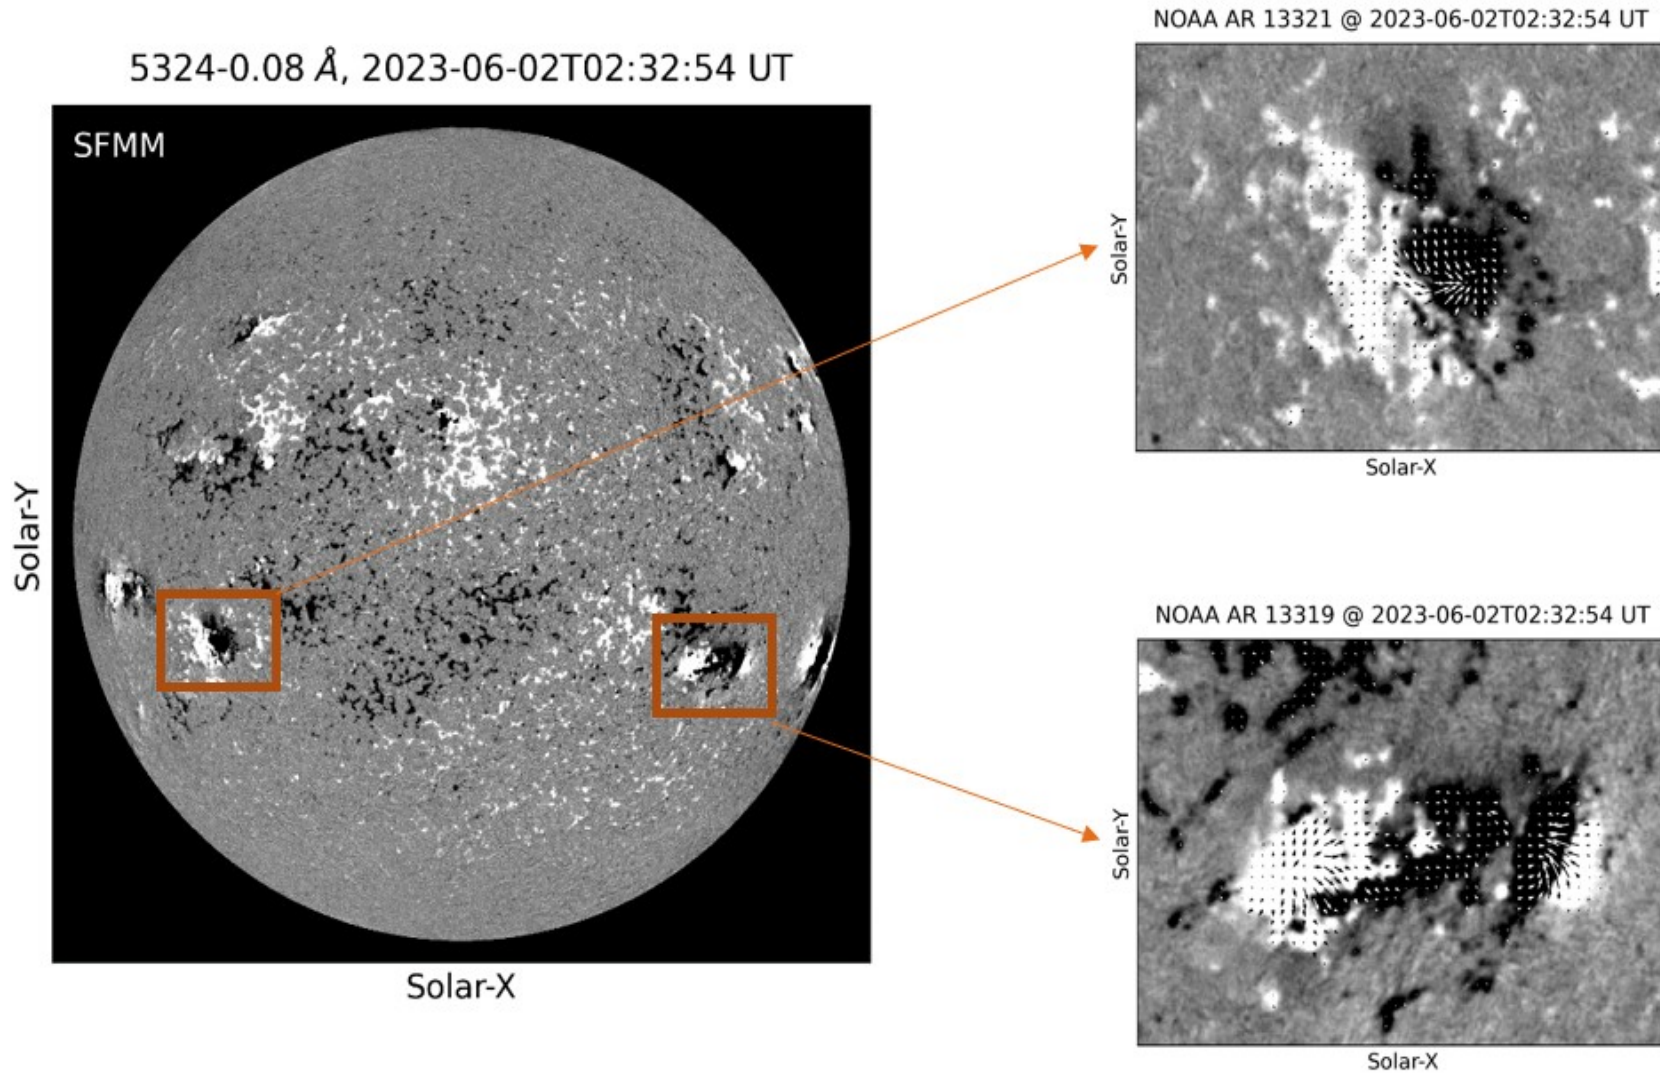 5324-0.08 Å, 2023-06-02T02:32:54 UT
SFMM
Solar-Y
Solar-X
NOAA AR 13321 @ 2023-06-02T02:32:54 UT
Solar-Y
Solar-X
NOAA AR 13319 @ 2023-06-02T02:32:54 UT
Solar-Y
Solar-X